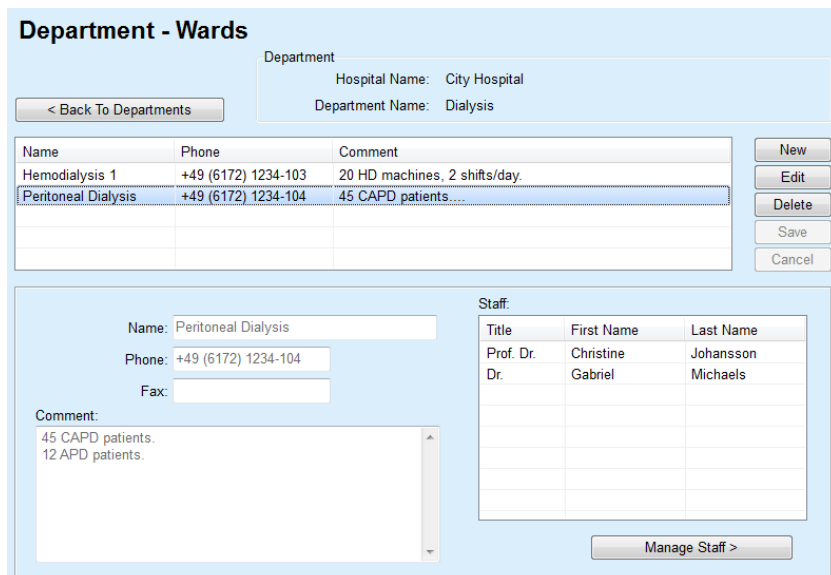 Department - Wards
Department
Hospital Name: City Hospital
< Back To Departments
Department Name: Dialysis
Name Phone Comment
Hemodialysis 1 +49 (6172) 1234-103 20 HD machines, 2 shifts/day.
Peritoneal Dialysis +49 (6172) 1234-104 45 CAPD patients....
New
Edit
Delete
Save
Cancel
Name: Peritoneal Dialysis
Phone: +49 (6172) 1234-104
Fax:
Comment:
45 CAPD patients.
12 APD patients.
Staff:
Title First Name Last Name
Prof. Dr. Christine Johansson
Dr. Gabriel Michaels
Manage Staff >